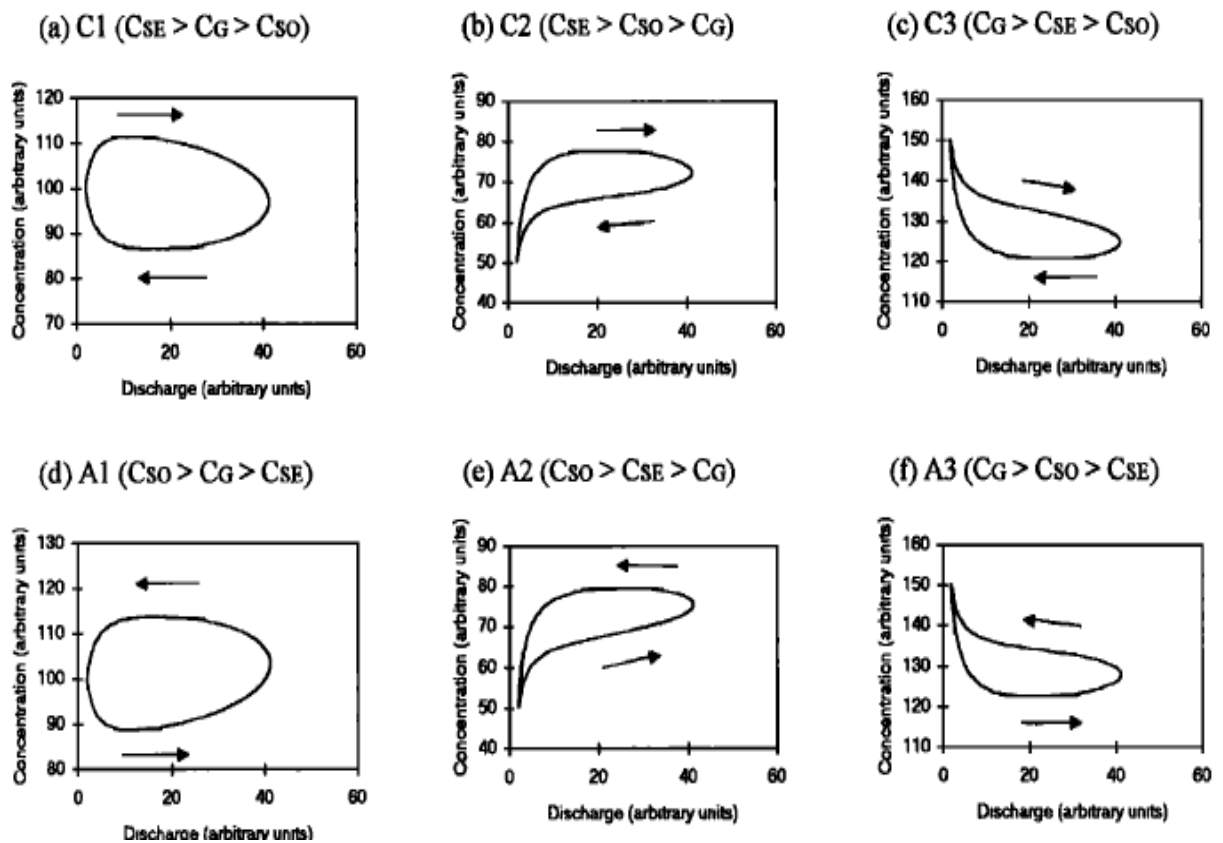 (a) C1 (CSE > CG > CSO)
(b) C2 (CSE > CSO > CG)
(c) C3 (CG > CSE > CSO)
Concentration (arbitrary units)
120
110
100
90
80
70
0 20 40 60
Discharge (arbitrary units)
Concentration (arbitrary units)
90
80
70
60
50
40
0 20 40 60
Discharge (arbitrary units)
Concentration (arbitrary units)
160
150
140
130
120
110
0 20 40 60
Discharge (arbitrary units)
(d) A1 (CSO > CG > CSE)
(e) A2 (CSO > CSE > CG)
(f) A3 (CG > CSO > CSE)
Concentration (arbitrary units)
130
120
110
100
90
80
0 20 40 60
Discharge (arbitrary units)
Concentration (arbitrary units)
90
80
70
60
50
40
0 20 40 60
Discharge (arbitrary units)
Concentration (arbitrary units)
160
150
140
130
120
110
0 20 40 60
Discharge (arbitrary units)